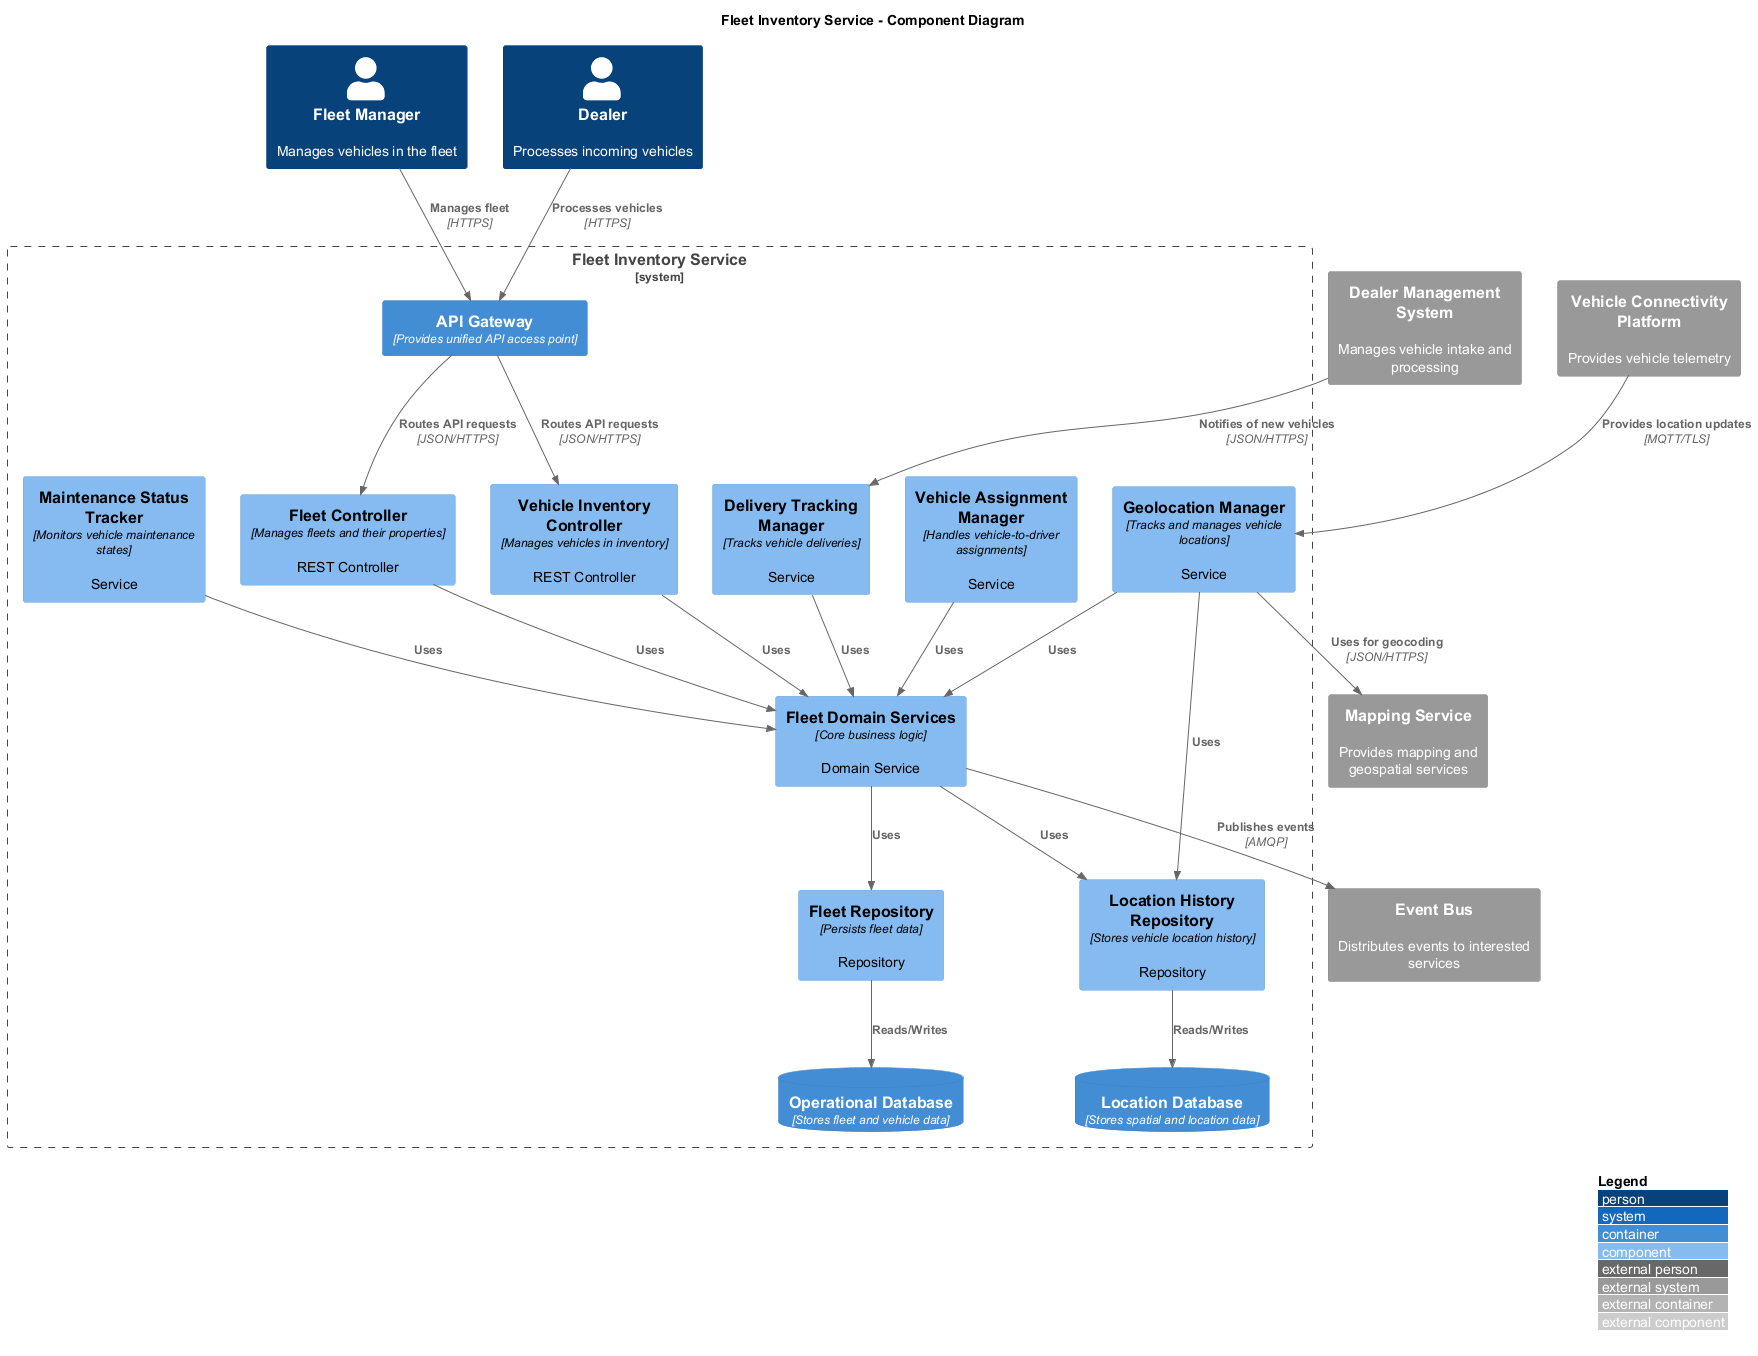 Fleet Inventory Service - Component Diagram
Fleet Manager
Manages vehicles in the fleet
Dealer
Processes incoming vehicles
Manages fleet
[HTTPS]
Processes vehicles
[HTTPS]
Fleet Inventory Service
[system]
API Gateway
[Provides unified API access point]
Dealer Management
System
Manages vehicle intake and
processing
Vehicle Connectivity
Platform
Provides vehicle telemetry
Routes API requests
[JSON/HTTPS]
Routes API requests
[JSON/HTTPS]
Notifies of new vehicles
[JSON/HTTPS]
Provides location updates
[MQTT/TLS]
Maintenance Status
Tracker
[Monitors vehicle maintenance
states]
Service
Fleet Controller
[Manages fleets and their properties]
REST Controller
Vehicle Inventory
Controller
[Manages vehicles in inventory]
REST Controller
Delivery Tracking
Manager
[Tracks vehicle deliveries]
Service
Vehicle Assignment
Manager
[Handles vehicle-to-driver
assignments]
Service
Geolocation Manager
[Tracks and manages vehicle
locations]
Service
Uses
Uses
Uses
Uses
Uses
Uses
Uses for geocoding
[JSON/HTTPS]
Fleet Domain Services
[Core business logic]
Domain Service
Uses
Mapping Service
Provides mapping and
geospatial services
Uses
Uses
Publishes events
[AMQP]
Fleet Repository
[Persists fleet data]
Repository
Location History
Repository
[Stores vehicle location history]
Repository
Event Bus
Distributes events to interested
services
Reads/Writes
Reads/Writes
Operational Database
[Stores fleet and vehicle data]
Location Database
[Stores spatial and location data]
Legend
person
system
container
component
external person
external system
external container
external component